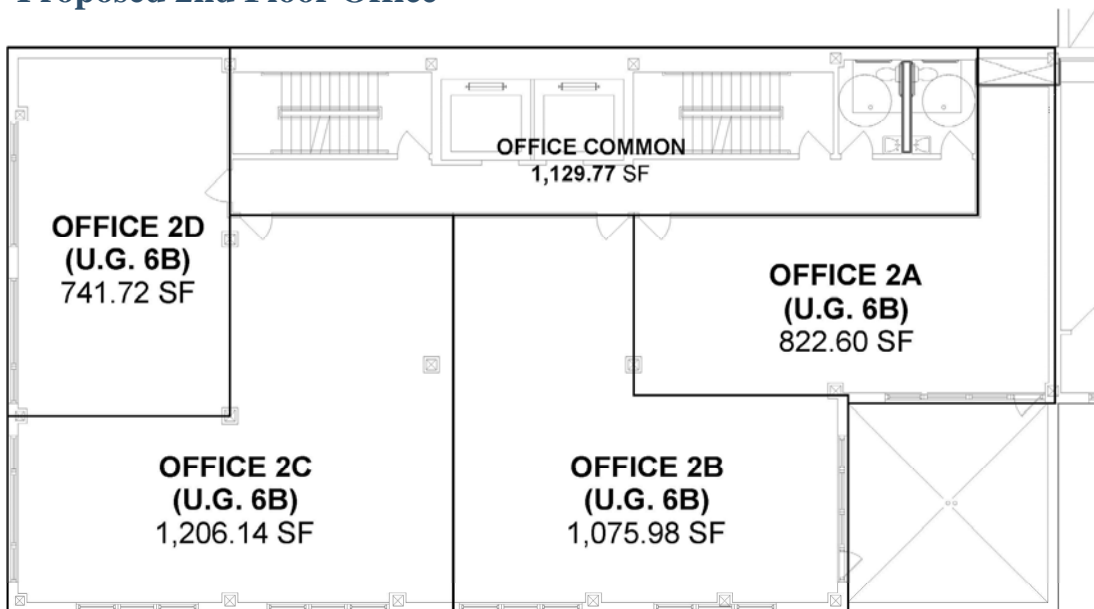 Proposed 2nd Floor Office
OFFICE COMMON
1,129.77 SF
OFFICE 2D
(U.G. 6B)
741.72 SF
OFFICE 2A
(U.G. 6B)
822.60 SF
OFFICE 2C
(U.G. 6B)
1,206.14 SF
OFFICE 2B
(U.G. 6B)
1,075.98 SF